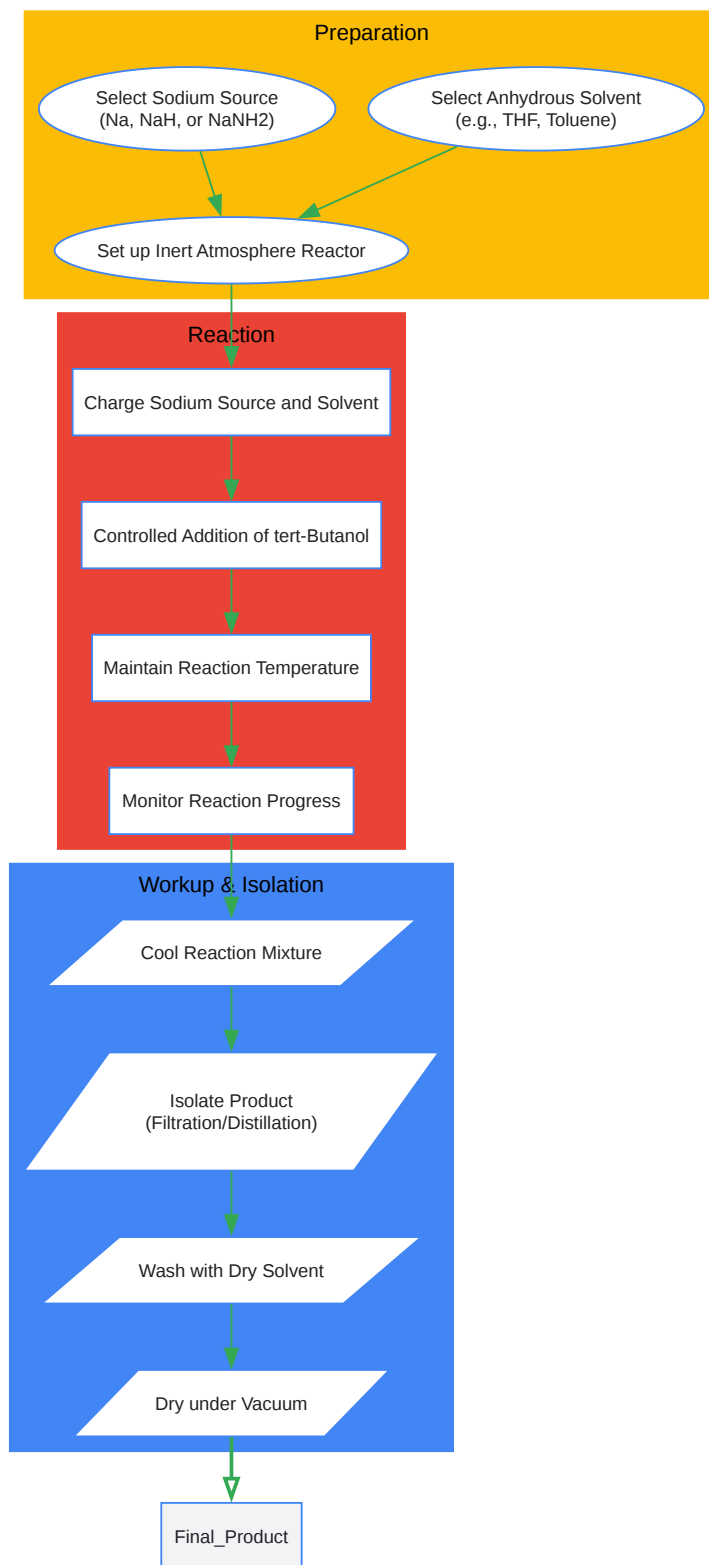 Preparation
Select Sodium Source
(Na, NaH, or NaNH2)
Select Anhydrous Solvent
(e.g., THF, Toluene)
Set up Inert Atmosphere Reactor
Reaction
Charge Sodium Source and Solvent
Controlled Addition of tert-Butanol
Maintain Reaction Temperature
Monitor Reaction Progress
Workup & Isolation
Cool Reaction Mixture
Isolate Product
(Filtration/Distillation)
Wash with Dry Solvent
Dry under Vacuum
Final_Product